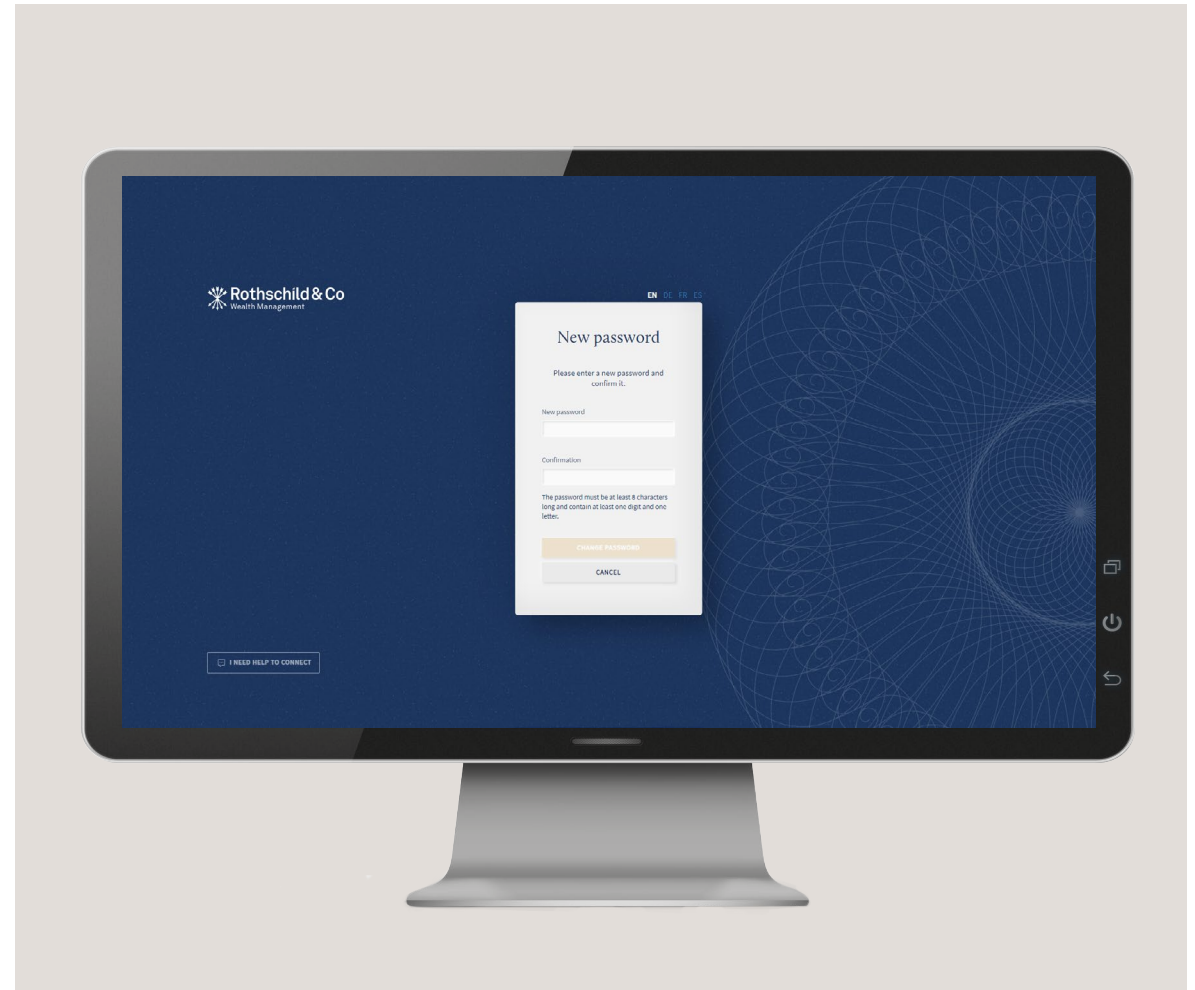 Rothschild & Co
Wealth Management
EN DE FR ES
New password
Please enter a new password and
confirm it.
New password
Confirmation
The password must be at least 8 characters
long and contain at least one digit and one
letter.
CHANGE PASSWORD
CANCEL
I NEED HELP TO CONNECT